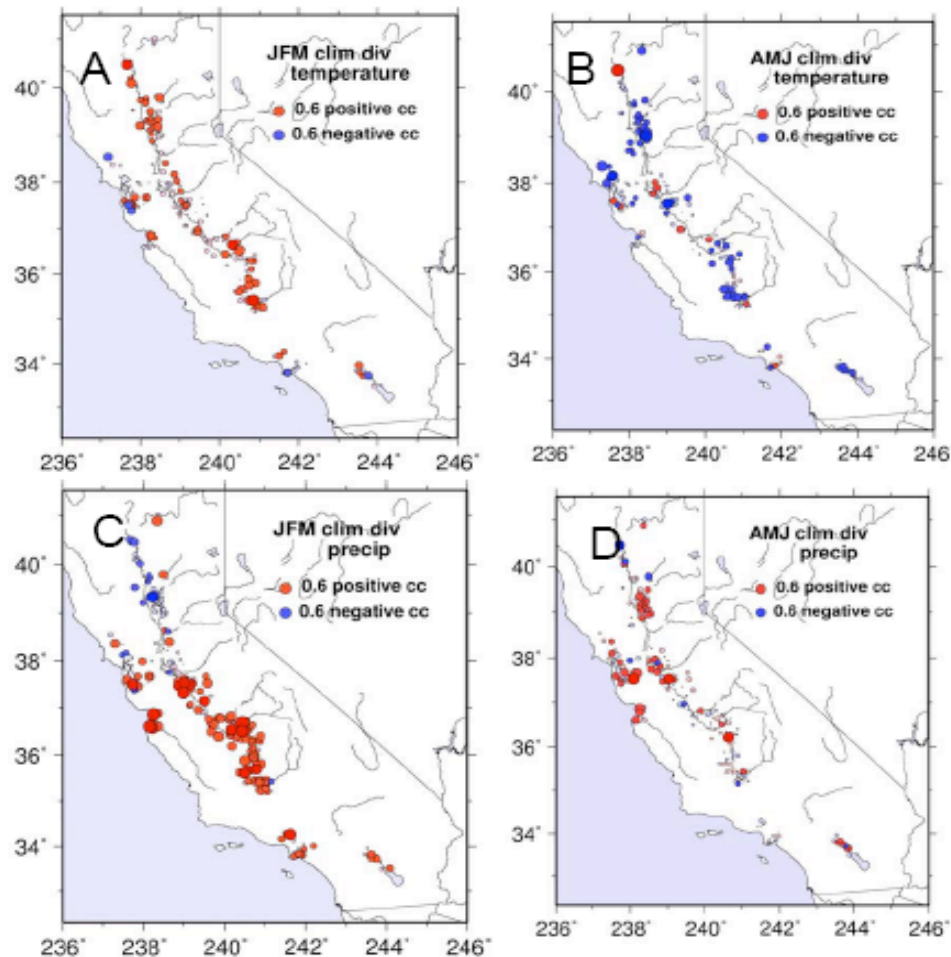 A
JFM clim div
temperature
0.6 positive cc
0.6 negative cc
40°
38°
36°
34°
236° 238° 240° 242° 244° 246°
B
AMJ clim div
temperature
0.6 positive cc
0.6 negative cc
40°
38°
36°
34°
236° 238° 240° 242° 244° 246°
C
JFM clim div
precip
0.6 positive cc
0.6 negative cc
40°
38°
36°
34°
236° 238° 240° 242° 244° 246°
D
AMJ clim div
precip
0.6 positive cc
0.6 negative cc
40°
38°
36°
34°
236° 238° 240° 242° 244° 246°